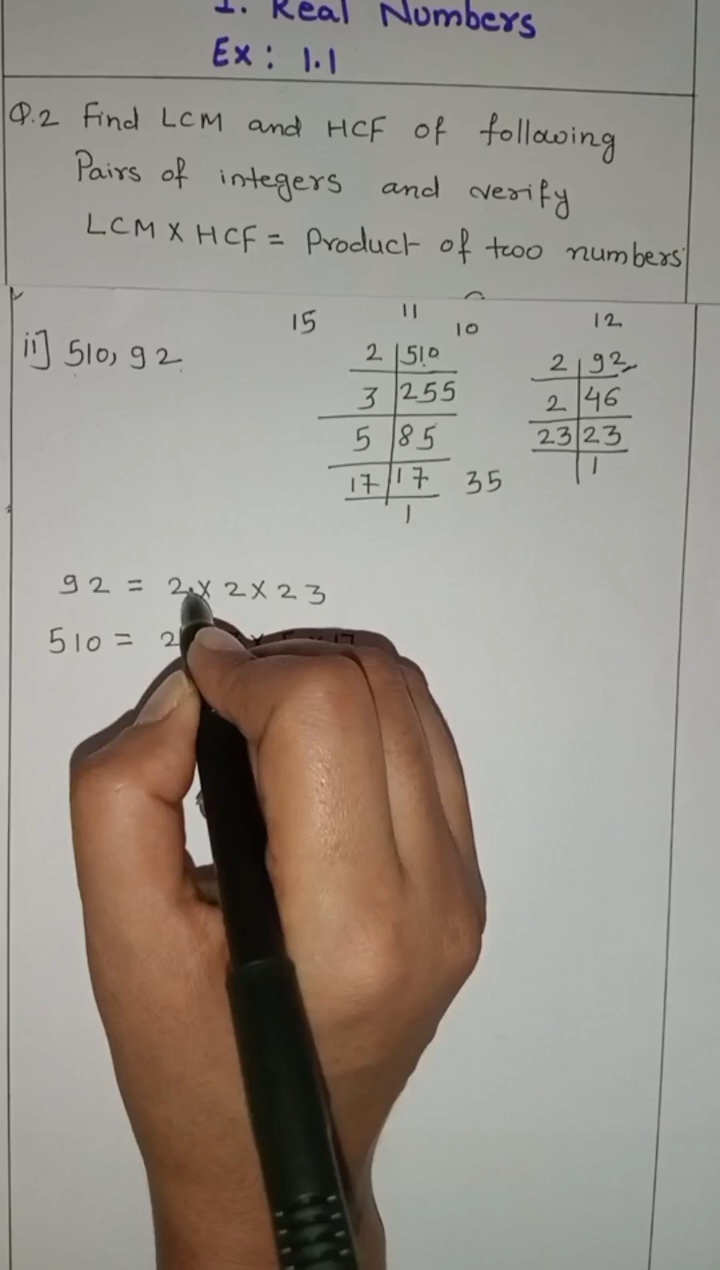 1. Real Numbers
Ex : 1.1
Q.2 Find LCM and HCF of following
Pairs of integers and verify
LCM X HCF = Product of two numbers
ii] 510, 92
15
11
10
2 | 510
3 | 255
5 | 85
17 | 17
1
35
12
2 | 92
2 | 46
23 | 23
1
92 = 2 × 2 × 23
510 = 2